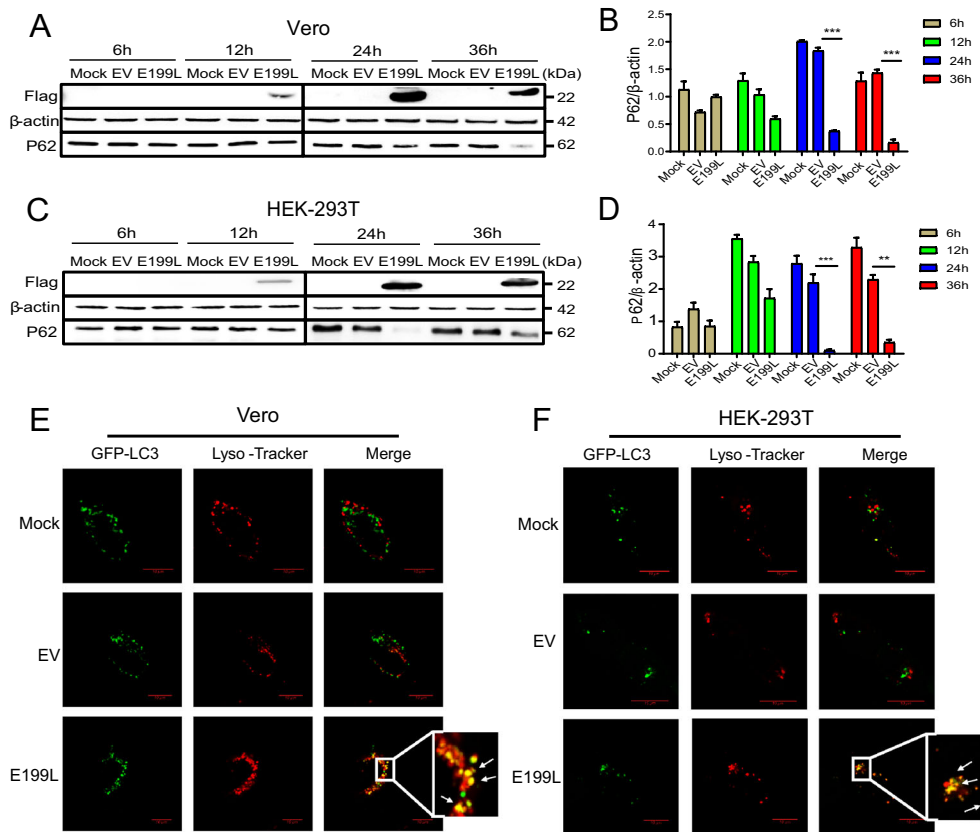 A
Vero
6h 12h 24h 36h
Mock EV E199L Mock EV E199L Mock EV E199L Mock EV E199L (kDa)
Flag 22
β-actin 42
P62 62
B
P62/β-actin
2.5
2.0
1.5
1.0
0.5
0.0
*** ***
Mock EV E199L Mock EV E199L Mock EV E199L Mock EV E199L
6h
12h
24h
36h
C
HEK-293T
6h 12h 24h 36h
Mock EV E199L Mock EV E199L Mock EV E199L Mock EV E199L (kDa)
Flag 22
β-actin 42
P62 62
D
P62/β-actin
4
3
2
1
0
*** **
Mock EV E199L Mock EV E199L Mock EV E199L Mock EV E199L
6h
12h
24h
36h
E
Vero
GFP-LC3 Lyso -Tracker Merge
Mock
EV
E199L
F
HEK-293T
GFP-LC3 Lyso -Tracker Merge
Mock
EV
E199L